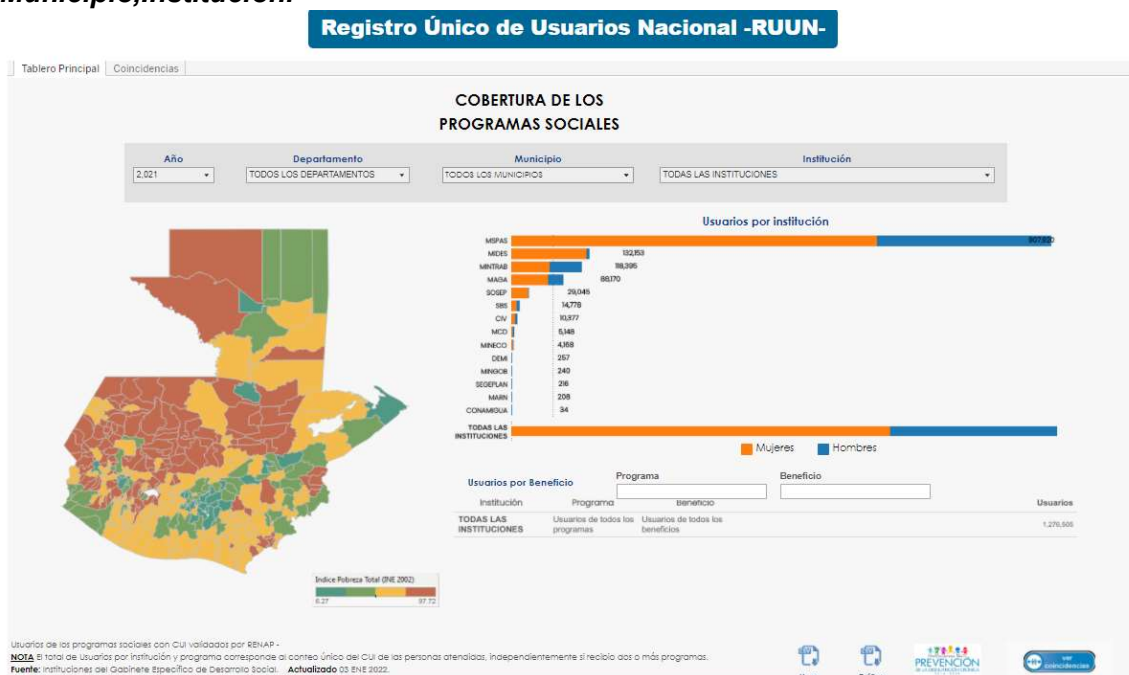 Municipio,Institución.
Registro Único de Usuarios Nacional -RUUN-
Tablero Principal
Coincidencias
COBERTURA DE LOS
PROGRAMAS SOCIALES
Año
Departamento
Municipio
Institución
2,021
TODOS LOS DEPARTAMENTOS
TODOS LOS MUNICIPIOS
TODAS LAS INSTITUCIONES
Usuarios por institución
MSPAS
MIDES 132,153
MINTRAB 118,395
MAGA 88,170
SOSEP 29,045
SBS 14,778
CIV 10,377
MCD 5,148
MINECO 4,168
DEMI 257
MINGOB 240
SEGEPLAN 216
MARN 208
CONAMIGUA 34
TODAS LAS
INSTITUCIONES
Mujeres
Hombres
Usuarios por Beneficio
Programa
Beneficio
Institución
Programa
Beneficio
Usuarios
TODAS LAS
INSTITUCIONES
Usuarios de todos los
programas
Usuarios de todos los
beneficios
Indice Pobreza Total (INE 2002)
6.27
97.72
Usuarios de los programas sociales con CUI validados por RENAP -
NOTA El total de Usuarios por institución y programa corresponde al conteo único del CUI de las personas atendidas, independientemente si recibió dos o más programas.
Fuente: Instituciones del Gabinete Específico de Desarrollo Social. Actualizado 03 ENE 2022.
PREVENCIÓN
ver
coincidencias